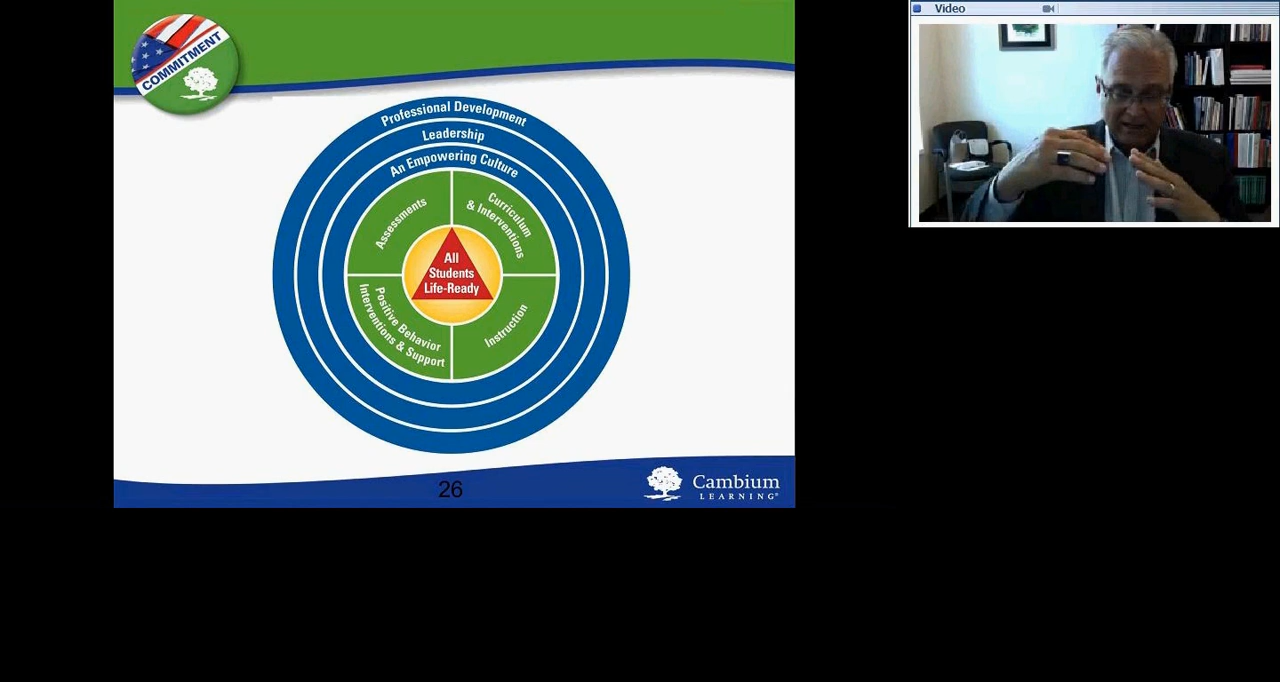 Video
COMMITMENT
Professional Development
Leadership
An Empowering Culture
Assessments
Curriculum
& Interventions
All
Students
Life-Ready
Positive Behavior
Interventions & Support
Instruction
26
Cambium
LEARNING®